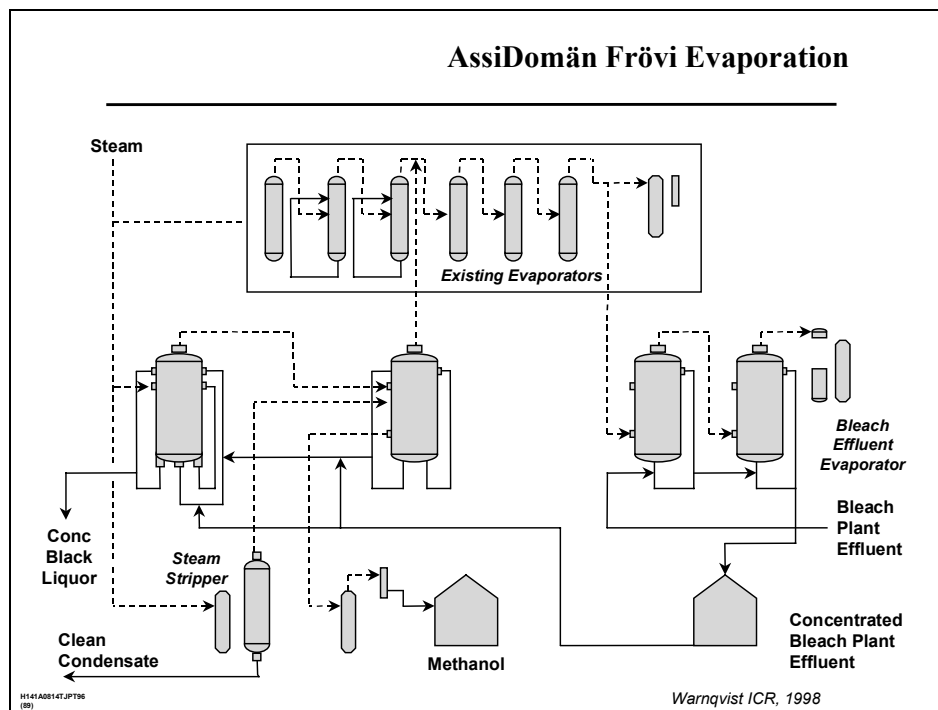 AssiDomän Frövi Evaporation
Steam
Existing Evaporators
Bleach
Effluent
Evaporator
Conc
Black
Liquor
Steam
Stripper
Bleach
Plant
Effluent
Clean
Condensate
Methanol
Concentrated
Bleach Plant
Effluent
H141A0814TJPT96
(89)
Warnqvist ICR, 1998